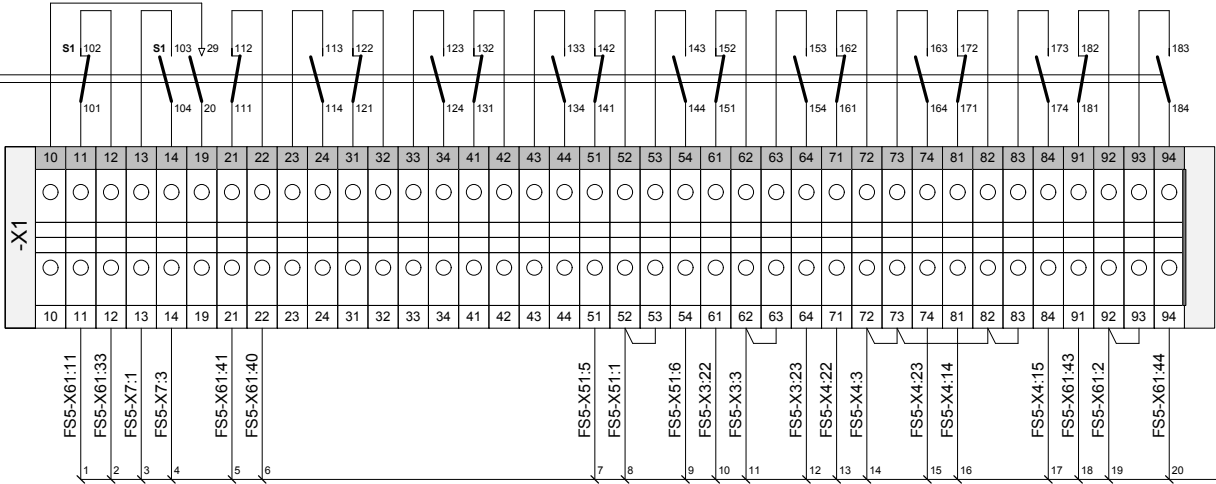 S1 102 S1 103 29 112 113 122 123 132 133 142 143 152 153 162 163 172 173 182 183
101 104 20 111 114 121 124 131 134 141 144 151 154 161 164 171 174 181 184
10 11 12 13 14 19 21 22 23 24 31 32 33 34 41 42 43 44 51 52 53 54 61 62 63 64 71 72 73 74 81 82 83 84 91 92 93 94
-X1
10 11 12 13 14 19 21 22 23 24 31 32 33 34 41 42 43 44 51 52 53 54 61 62 63 64 71 72 73 74 81 82 83 84 91 92 93 94
FS5-X61:11
FS5-X61:33
FS5-X7:1
FS5-X7:3
FS5-X61:41
FS5-X61:40
FS5-X51:5
FS5-X51:1
FS5-X51:6
FS5-X3:22
FS5-X3:3
FS5-X3:23
FS5-X4:22
FS5-X4:3
FS5-X4:23
FS5-X4:14
FS5-X4:15
FS5-X61:43
FS5-X61:2
FS5-X61:44
1 2 3 4 5 6 7 8 9 10 11 12 13 14 15 16 17 18 19 20